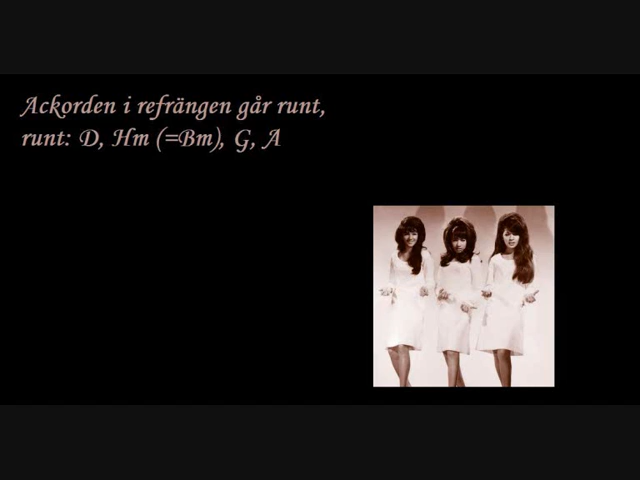 Ackorden i refrängen går runt,
runt: D, Hm (=Bm), G, A